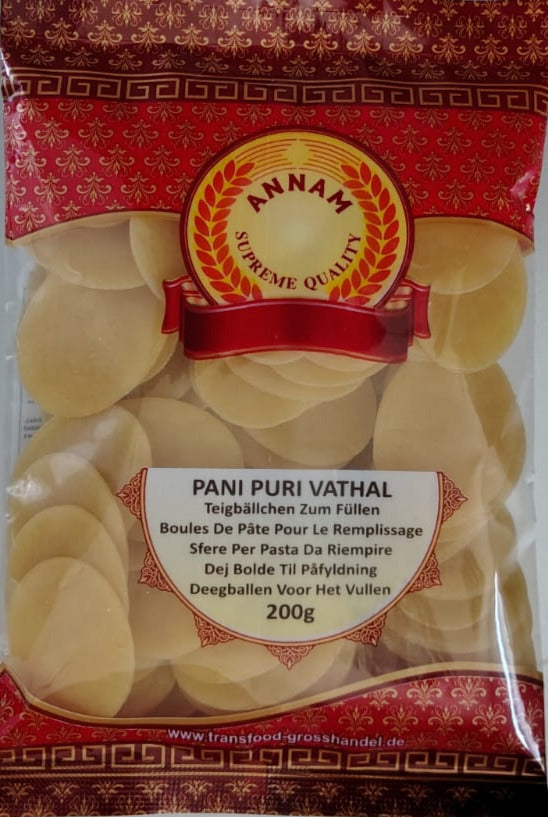 ANNAM
SUPREME QUALITY
PANI PURI VATHAL
Teigbällchen Zum Füllen
Boules De Pâte Pour Le Remplissage
Sfere Per Pasta Da Riempire
Dej Bolde Til Påfyldning
Deegballen Voor Het Vullen
200g
www.transfood-grosshandel.de